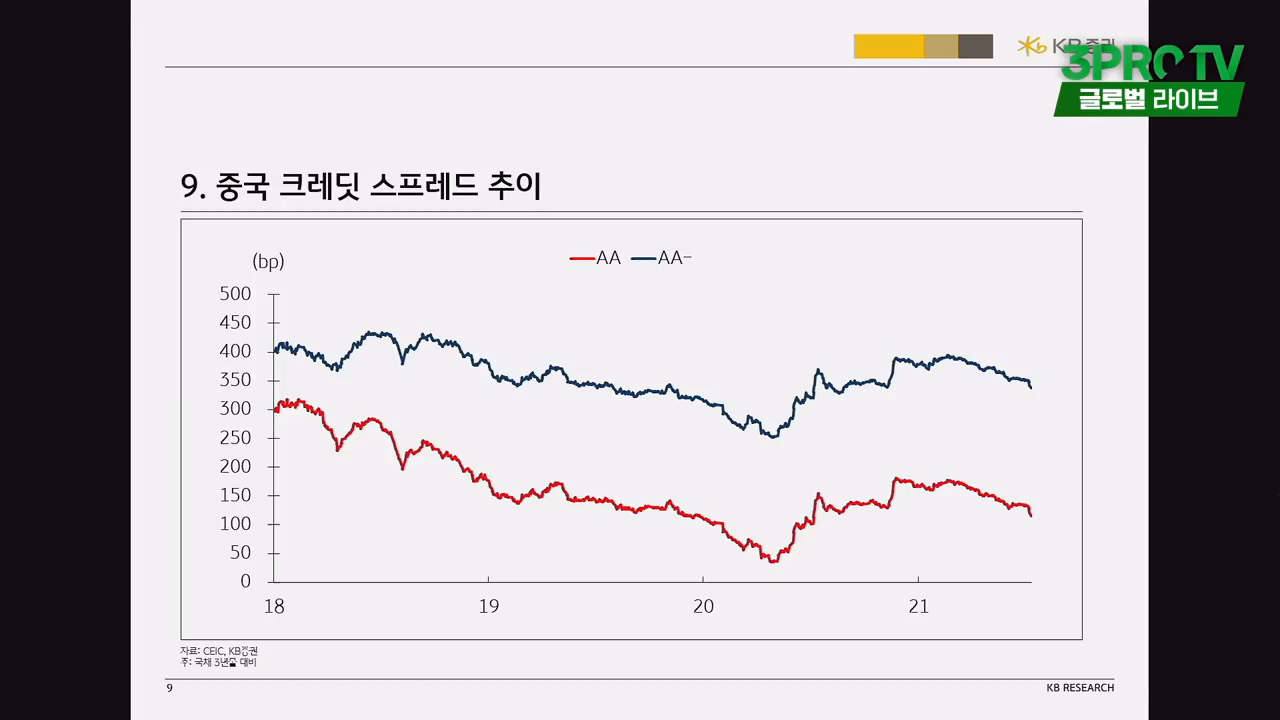 KB증권
3PRO TV
글로벌 라이브
9. 중국 크레딧 스프레드 추이
(bp)
AA AA-
500
450
400
350
300
250
200
150
100
50
0
18 19 20 21
자료: CEIC, KB증권
주: 국채 3년물 대비
9 KB RESEARCH